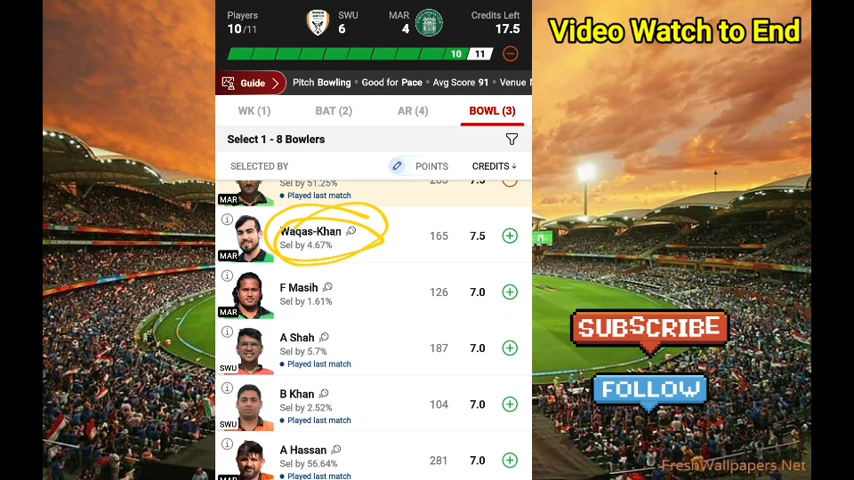 Players
SWU
MAR
Credits Left
10/11
6
4
17.5
10
11
Guide
Pitch Bowling • Good for Pace • Avg Score 91 • Venue
WK (1)
BAT (2)
AR (4)
BOWL (3)
Select 1 - 8 Bowlers
SELECTED BY
POINTS
CREDITS↓
Sel by 51.25%
Played last match
MAR
Waqas-Khan
165
7.5
Sel by 4.67%
MAR
F Masih
126
7.0
Sel by 1.61%
MAR
A Shah
187
7.0
Sel by 5.7%
Played last match
SWU
B Khan
104
7.0
Sel by 2.52%
Played last match
SWU
A Hassan
281
7.0
Sel by 56.64%
MAR
Played last match
Video Watch to End
SUBSCRIBE
FOLLOW
FreshWallpapers.Net